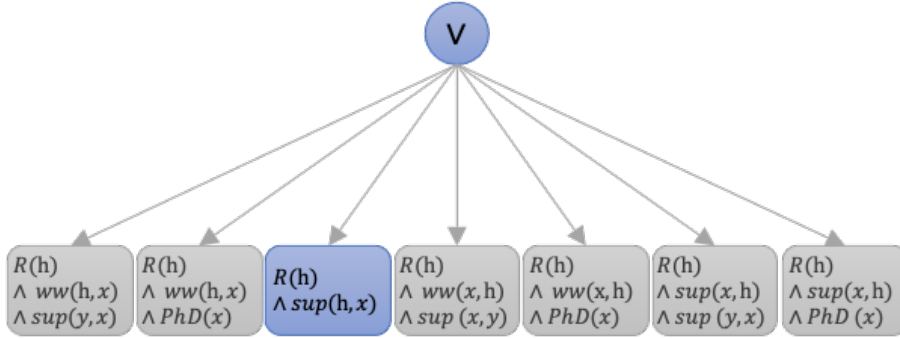 V
R(h)
∧ ww(h,x)
∧ sup(y,x)
R(h)
∧ ww(h,x)
∧ PhD(x)
R(h)
∧ sup(h,x)
R(h)
∧ ww(x,h)
∧ sup (x,y)
R(h)
∧ ww(x,h)
∧ PhD(x)
R(h)
∧ sup(x,h)
∧ sup (y,x)
R(h)
∧ sup(x,h)
∧ PhD (x)